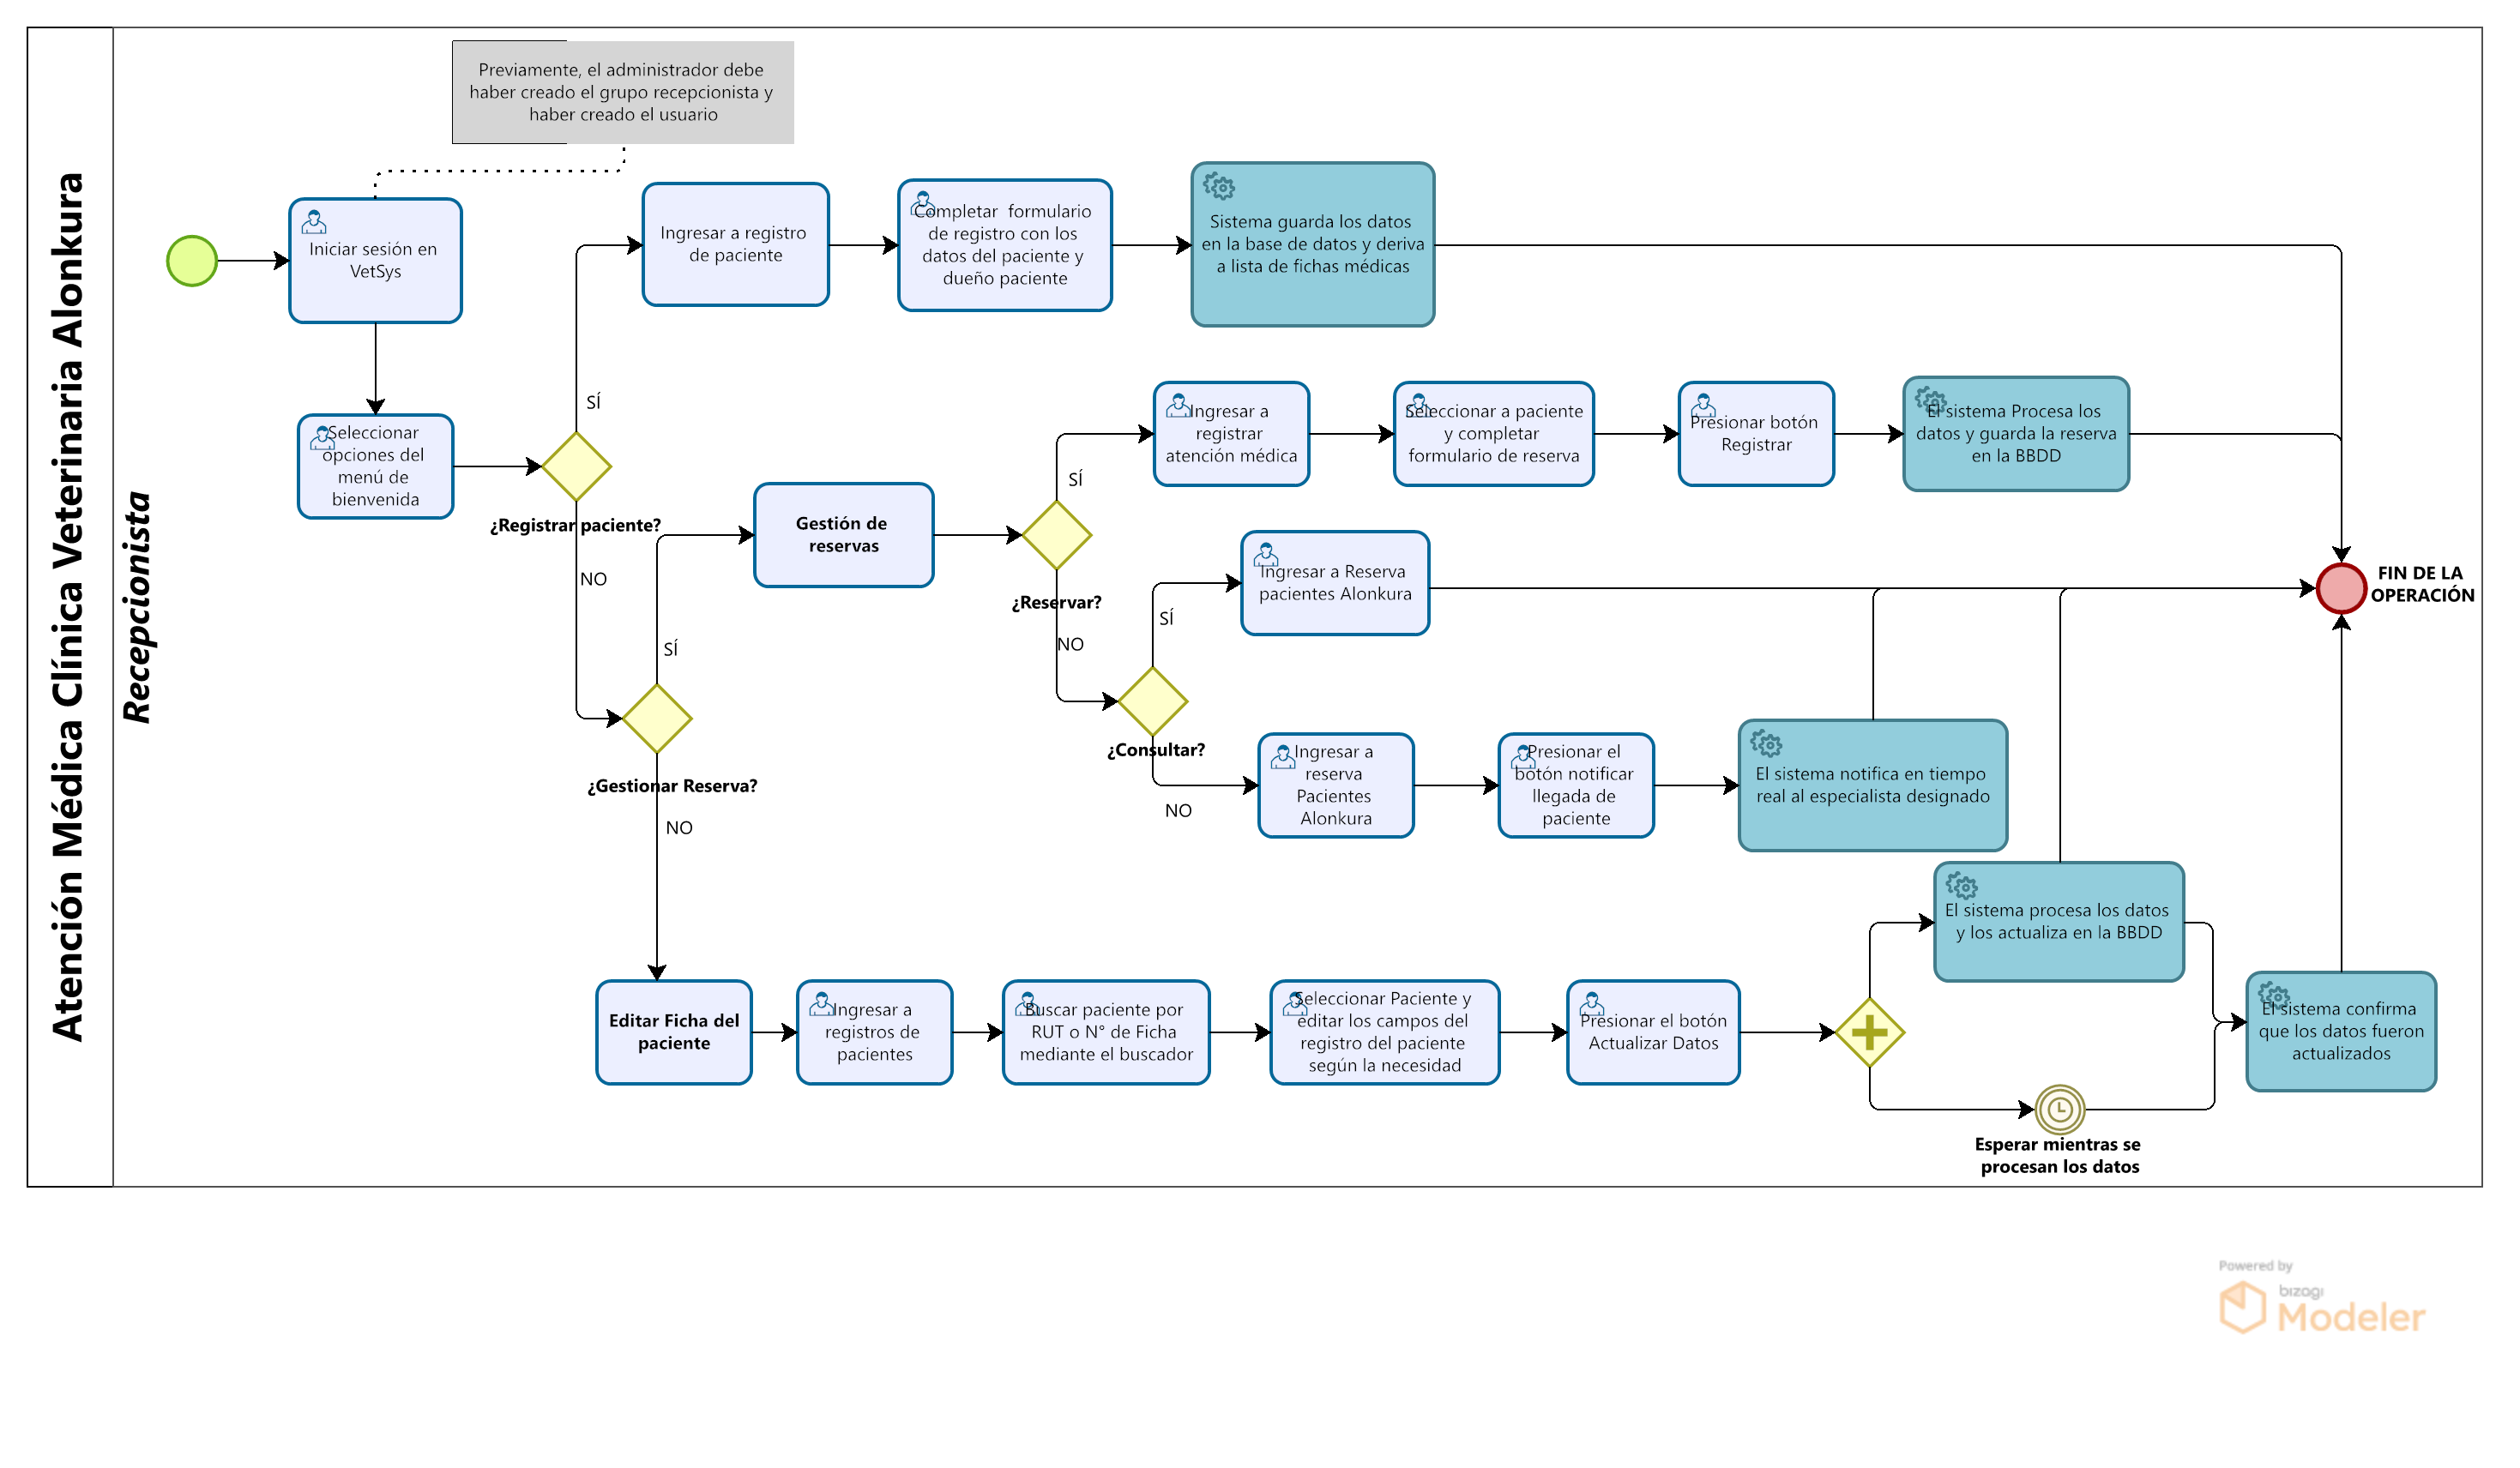 Atención Médica Clínica Veterinaria Alonkura
Recepcionista
Previamente, el administrador debe
haber creado el grupo recepcionista y
haber creado el usuario
Iniciar sesión en
VetSys
Ingresar a registro
de paciente
Completar formulario
de registro con los
datos del paciente y
dueño paciente
Sistema guarda los datos
en la base de datos y deriva
a lista de fichas médicas
Seleccionar
opciones del
menú de
bienvenida
SÍ
¿Registrar paciente?
NO
Gestión de
reservas
SÍ
¿Reservar?
NO
Ingresar a
registrar
atención médica
Seleccionar a paciente
y completar
formulario de reserva
Presionar botón
Registrar
El sistema Procesa los
datos y guarda la reserva
en la BBDD
Ingresar a Reserva
pacientes Alonkura
FIN DE LA
OPERACIÓN
SÍ
SÍ
¿Gestionar Reserva?
NO
¿Consultar?
NO
Ingresar a
reserva
Pacientes
Alonkura
Presionar el
botón notificar
llegada de
paciente
El sistema notifica en tiempo
real al especialista designado
El sistema procesa los datos
y los actualiza en la BBDD
Editar Ficha del
paciente
Ingresar a
registros de
pacientes
Buscar paciente por
RUT o N° de Ficha
mediante el buscador
Seleccionar Paciente y
editar los campos del
registro del paciente
según la necesidad
Presionar el botón
Actualizar Datos
El sistema confirma
que los datos fueron
actualizados
Esperar mientras se
procesan los datos
Powered by
bizagi
Modeler